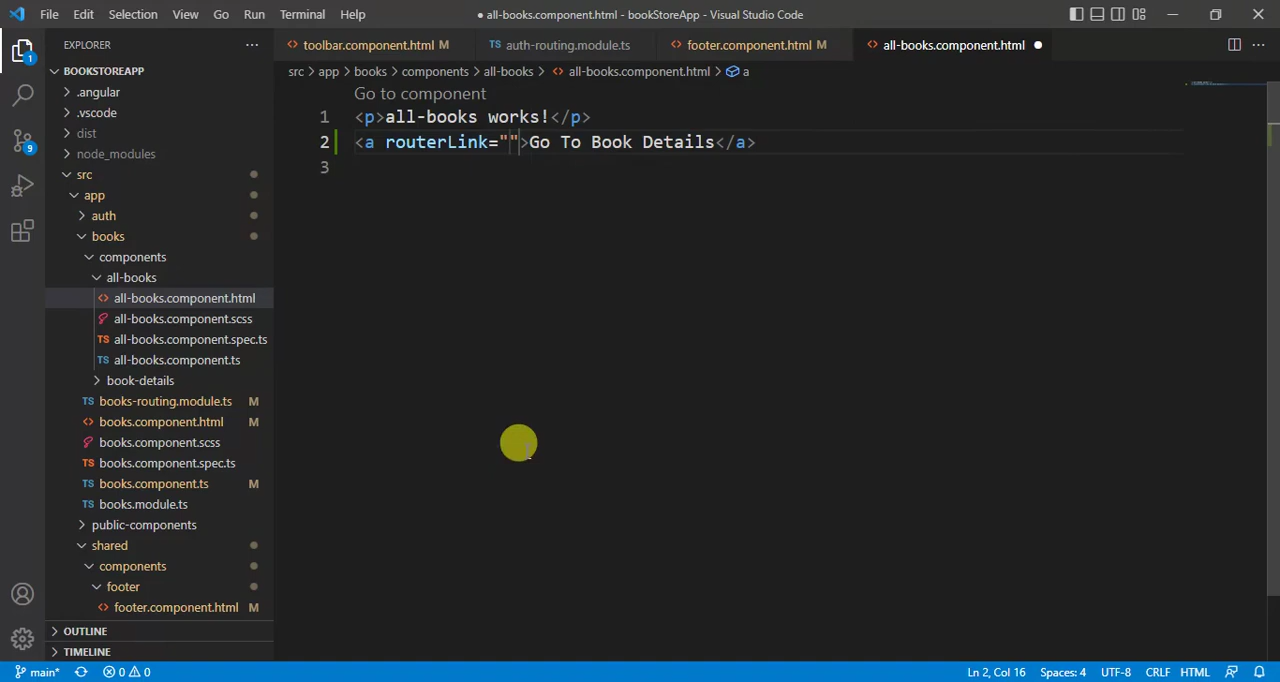 File Edit Selection View Go Run Terminal Help
● all-books.component.html - bookStoreApp - Visual Studio Code
EXPLORER
toolbar.component.html M
auth-routing.module.ts
footer.component.html M
all-books.component.html
BOOKSTOREAPP
src > app > books > components > all-books > all-books.component.html > a
.angular
.vscode
dist
node_modules
src
app
auth
books
components
all-books
all-books.component.html
all-books.component.scss
all-books.component.spec.ts
all-books.component.ts
book-details
books-routing.module.ts M
books.component.html M
books.component.scss
books.component.spec.ts
books.component.ts M
books.module.ts
public-components
shared
components
footer
footer.component.html M
OUTLINE
TIMELINE
1
9
Go to component
1 <p>all-books works!</p>
2 <a routerLink="">Go To Book Details</a>
3
main* 0 0 Ln 2, Col 16 Spaces: 4 UTF-8 CRLF HTML